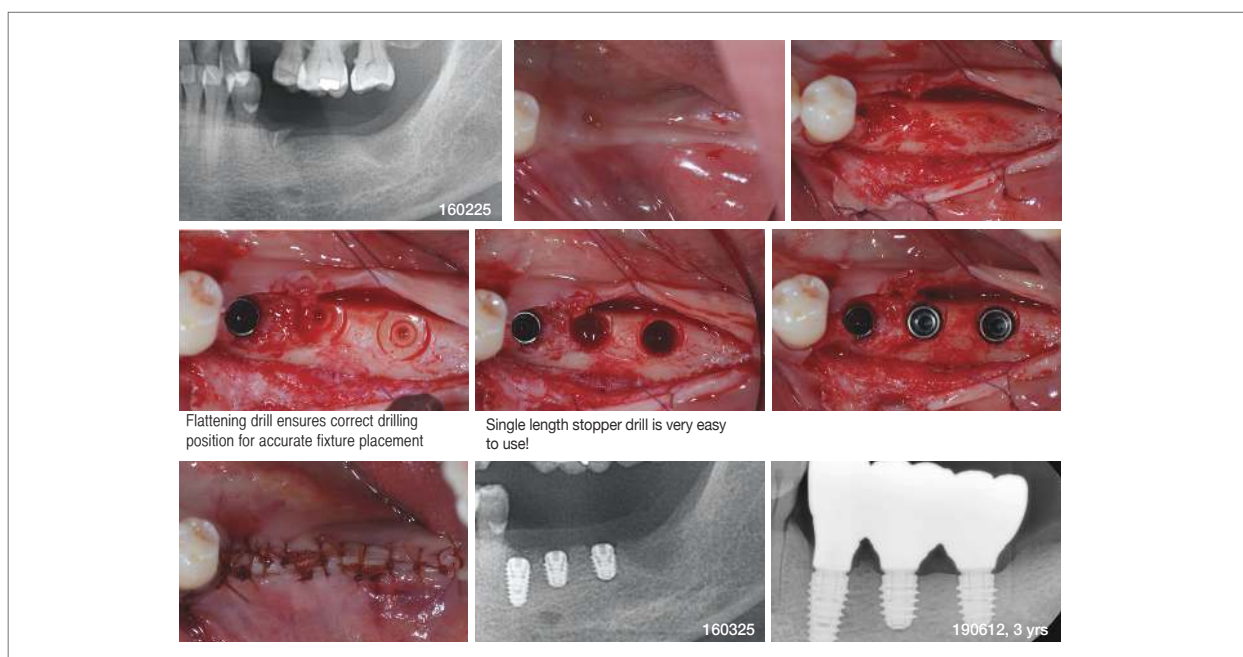 160225
Flattening drill ensures correct drilling
position for accurate fixture placement
Single length stopper drill is very easy
to use!
160325
190612, 3 yrs